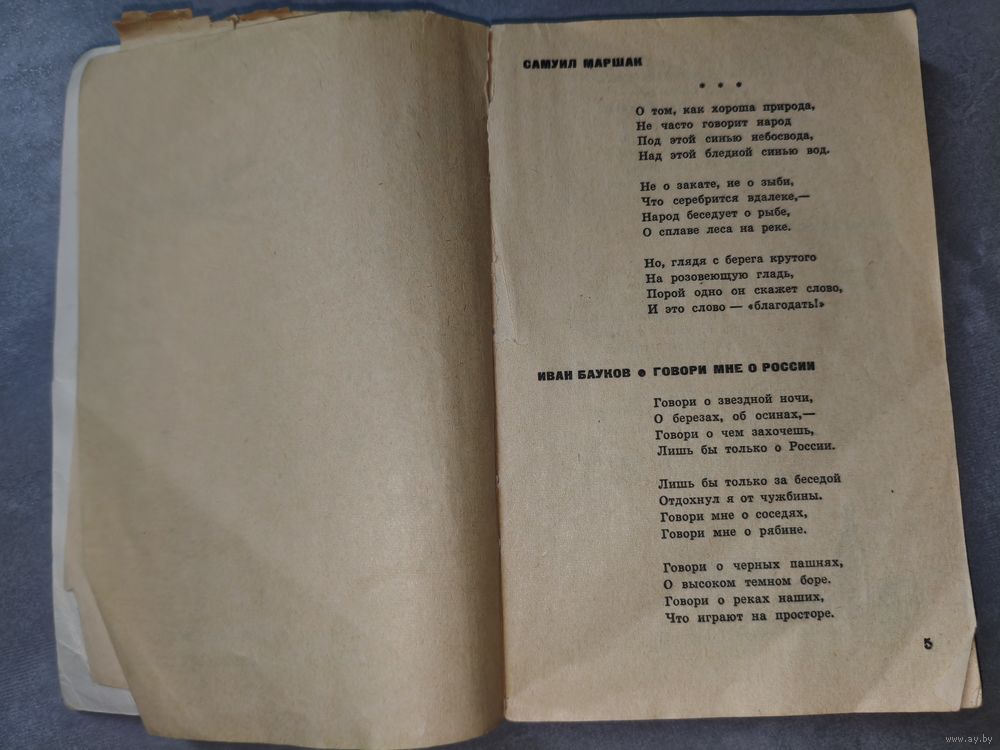 САМУИЛ МАРШАК
* * *
О том, как хороша природа,
Не часто говорит народ
Под этой синью небосвода,
Над этой бледной синью вод.
Не о закате, не о зыби,
Что серебрится вдалеке,—
Народ беседует о рыбе,
О сплаве леса на реке.
Но, глядя с берега крутого
На розовеющую гладь,
Порой одно он скажет слово,
И это слово — «благодать!»
ИВАН БАУКОВ ● ГОВОРИ МНЕ О РОССИИ
Говори о звездной ночи,
О березах, об осинах,—
Говори о чем захочешь,
Лишь бы только о России.
Лишь бы только за беседой
Отдохнул я от чужбины.
Говори мне о соседях,
Говори мне о рябине.
Говори о черных пашнях,
О высоком темном боре.
Говори о реках наших,
Что играют на просторе.
5
www.ay.by